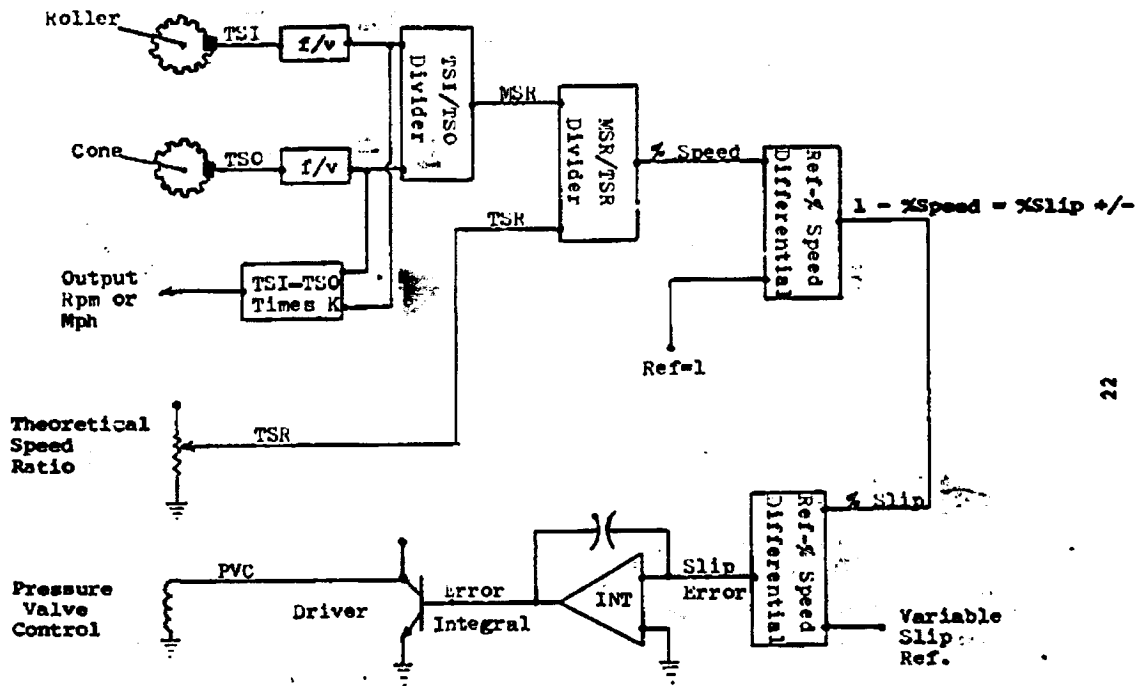 Roller
TSI
f/v
TSI/TSO
Divider
MSR
Cone
TSO
f/v
MSR/TSR
Divider
% Speed
Ref-% Speed
Differential
1 - %Speed = %Slip +/-
TSR
Output
Rpm or
Mph
TSI-TSO
Times K
Ref=1
22
Theoretical
Speed
Ratio
TSR
% Slip
Ref-% Speed
Differential
Slip
Error
INT
Error
Integral
Driver
PVC
Pressure
Valve
Control
Variable
Slip
Ref.